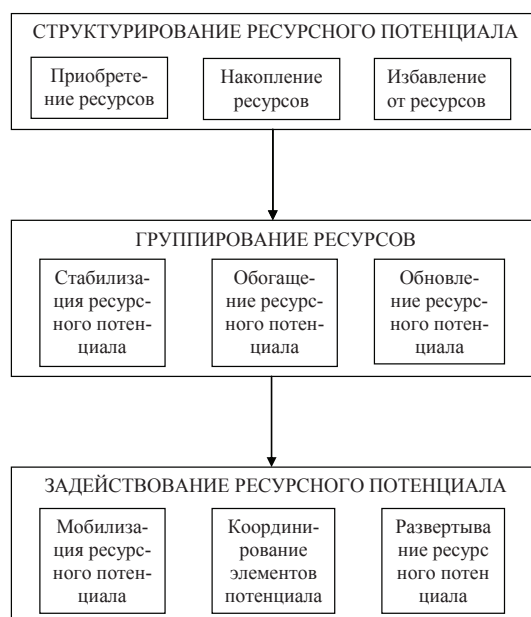 СТРУКТУРИРОВАНИЕ РЕСУРСНОГО ПОТЕНЦИАЛА
Приобрете-
ние ресурсов
Накопление
ресурсов
Избавление
от ресурсов
ГРУППИРОВАНИЕ РЕСУРСОВ
Стабилиза-
ция ресурс-
ного потен-
циала
Обогаще-
ние ресурс-
ного потен-
циала
Обновле-
ние ресурс-
ного потен-
циала
ЗАДЕЙСТВОВАНИЕ РЕСУРСНОГО ПОТЕНЦИАЛА
Мобилиза-
ция ресурс-
ного потен-
циала
Координи-
рование
элементов
потенциала
Развертыва
ние ресурс
ного потен
циала